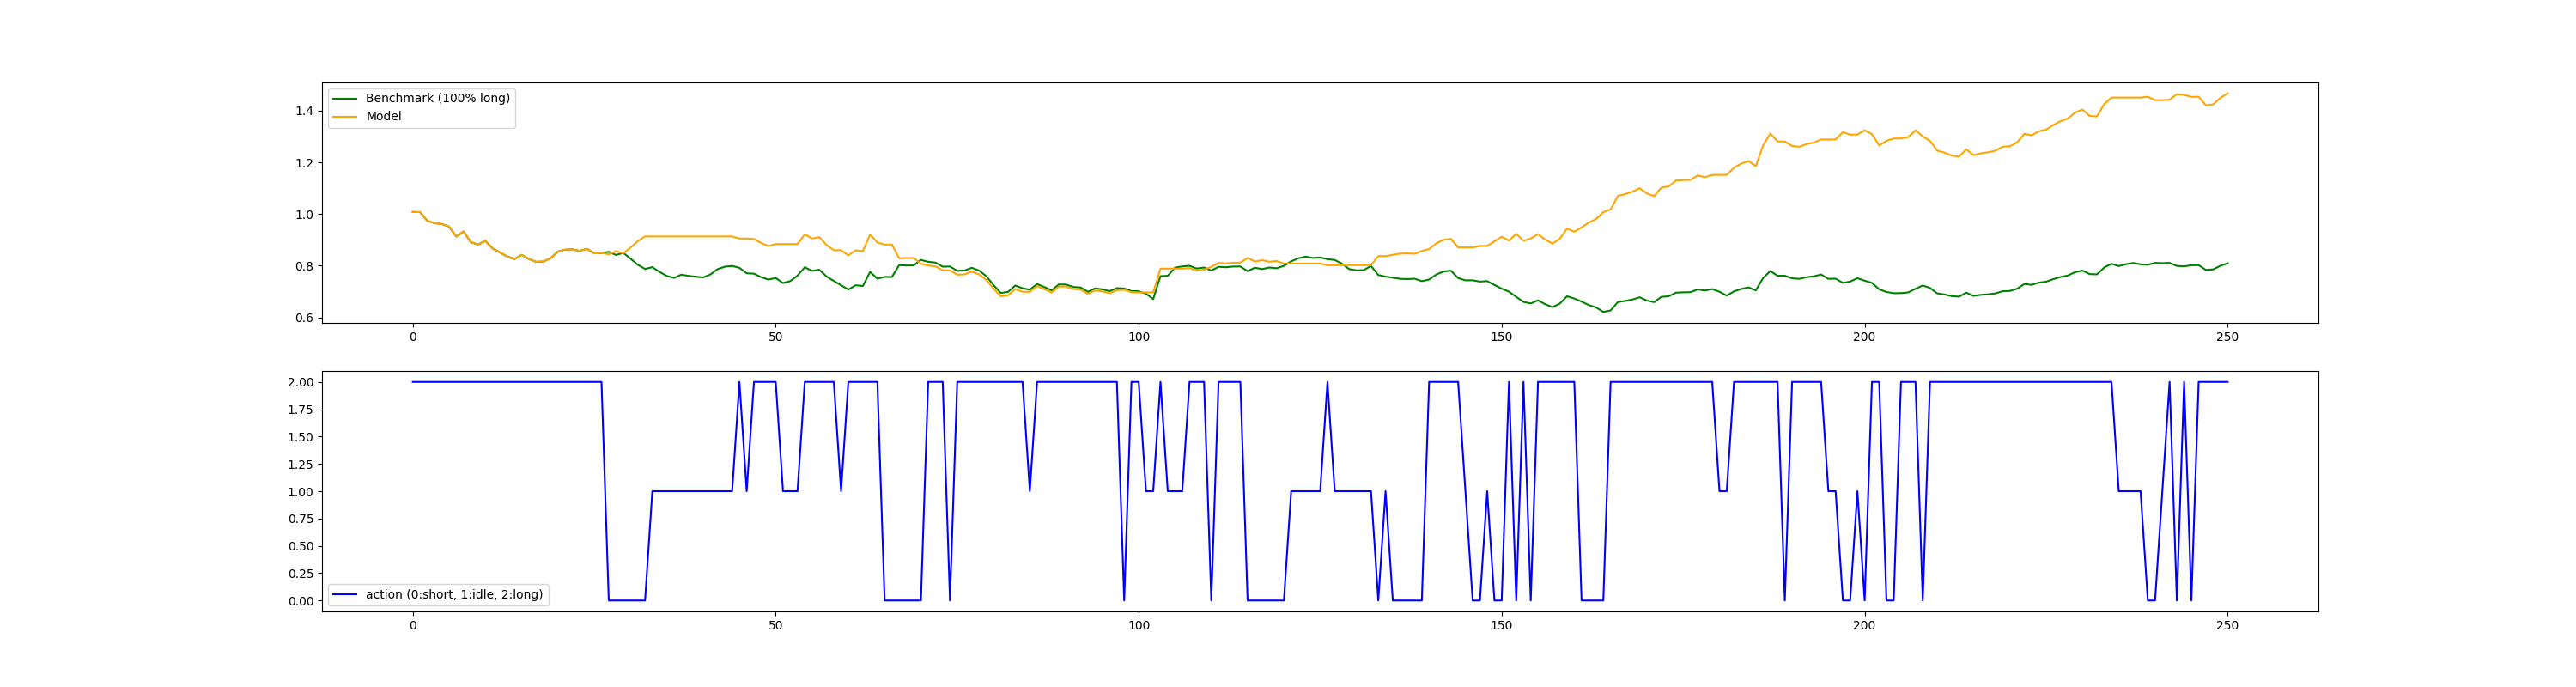 Benchmark (100% long)
Model
1.4
1.2
1.0
0.8
0.6
0 50 100 150 200 250
2.00
1.75
1.50
1.25
1.00
0.75
0.50
0.25
0.00
action (0:short, 1:idle, 2:long)
0 50 100 150 200 250